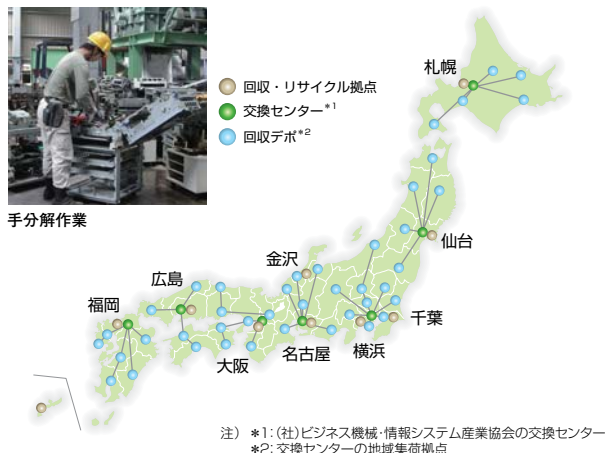 回収・リサイクル拠点
交換センター*1
回収デポ*2
手分解作業
札幌
仙台
金沢
広島
福岡
千葉
大阪
名古屋
横浜
注） *1：（社）ビジネス機械・情報システム産業協会の交換センター
*2：交換センターの地域集荷拠点